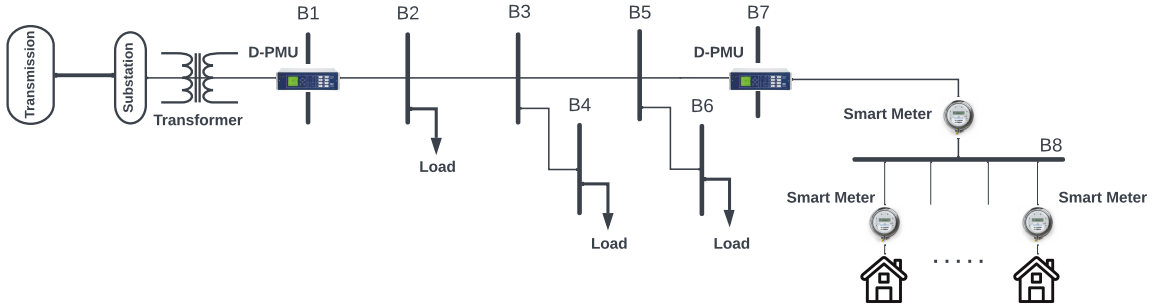 B1
B2
B3
B5
B7
Transmission
Substation
D-PMU
D-PMU
Transformer
B4
B6
Smart Meter
B8
Load
Smart Meter
Smart Meter
Load
Load